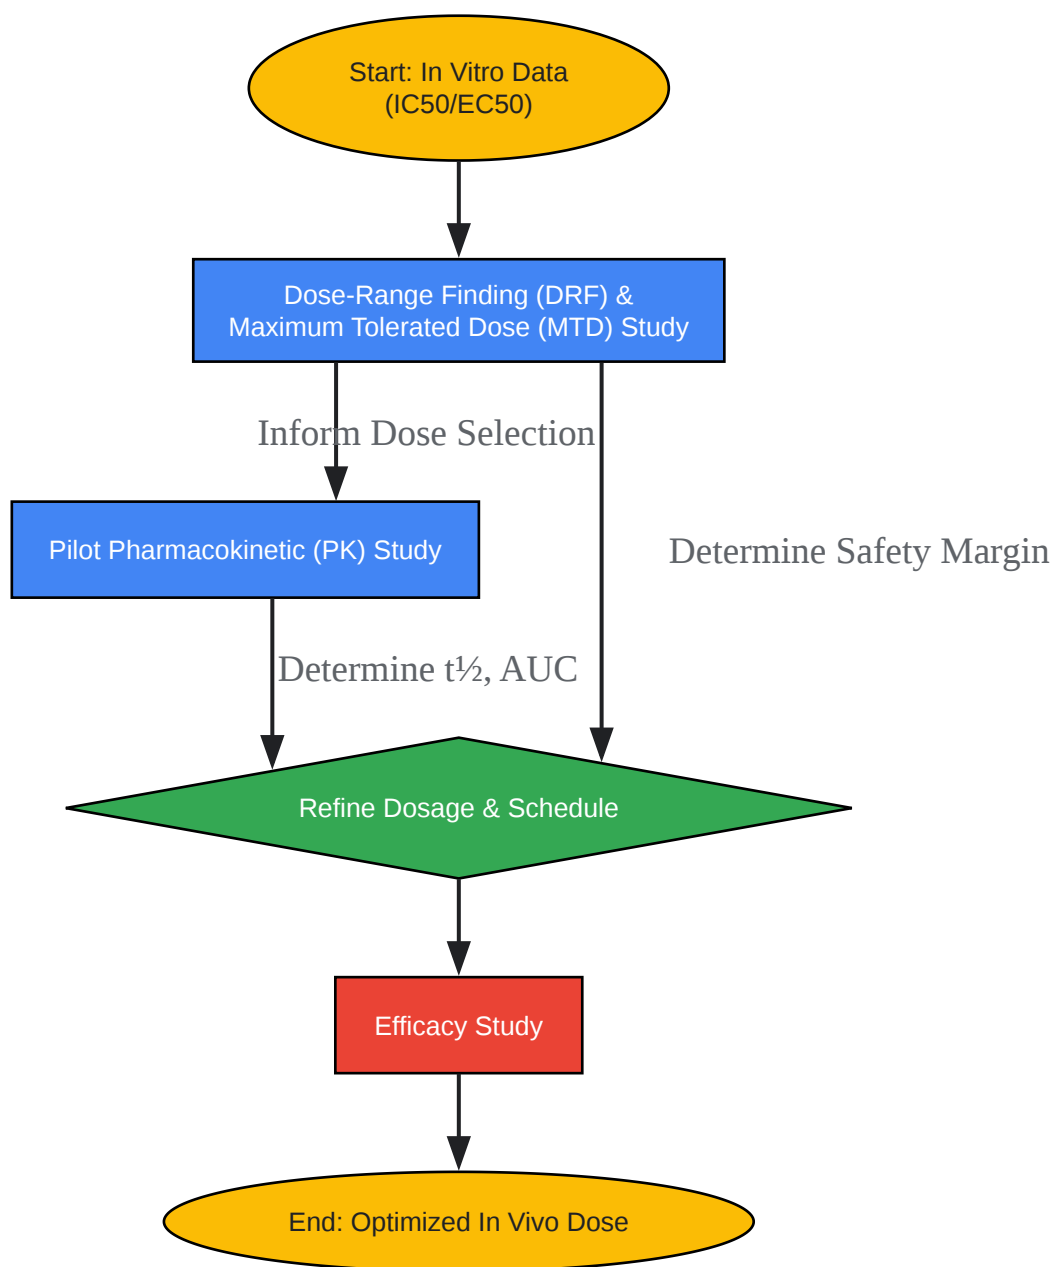 Start: In Vitro Data
(IC50/EC50)
Dose-Range Finding (DRF) &
Maximum Tolerated Dose (MTD) Study
Inform Dose Selection
Pilot Pharmacokinetic (PK) Study
Determine Safety Margin
Determine t½, AUC
Refine Dosage & Schedule
Efficacy Study
End: Optimized In Vivo Dose